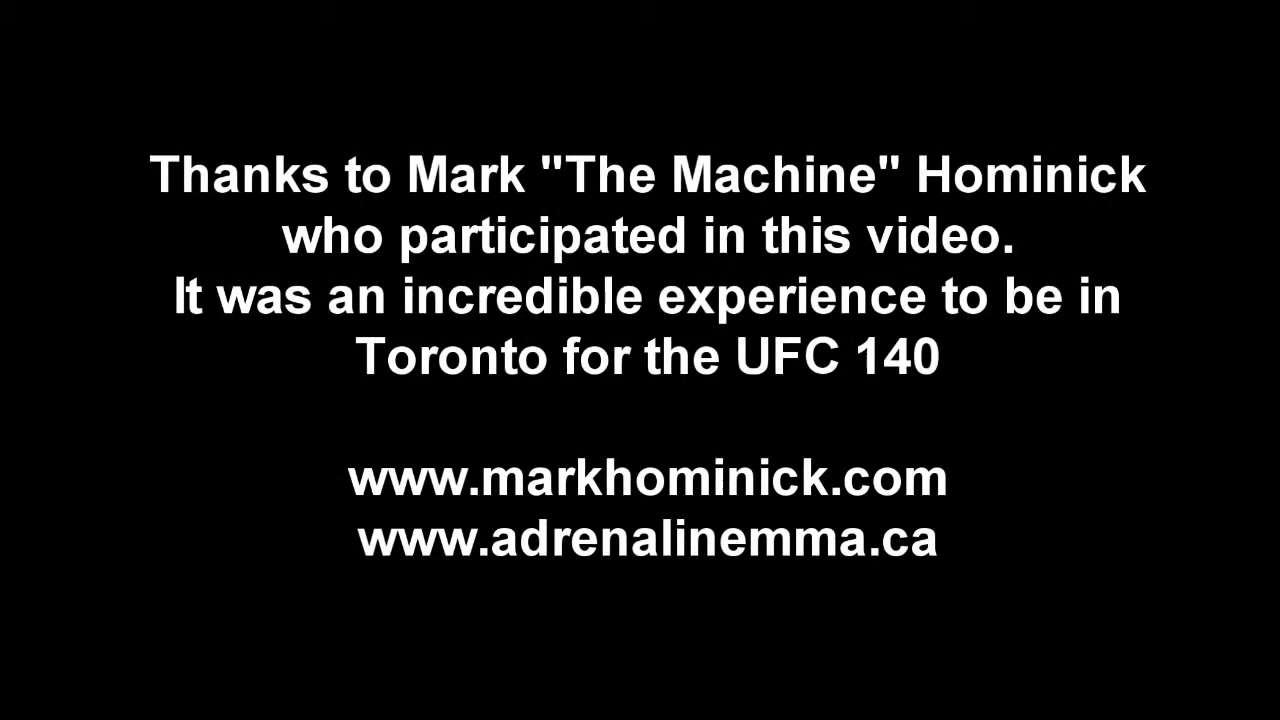 Thanks to Mark "The Machine" Hominick
who participated in this video.
It was an incredible experience to be in
Toronto for the UFC 140
www.markhominick.com
www.adrenalinemma.ca